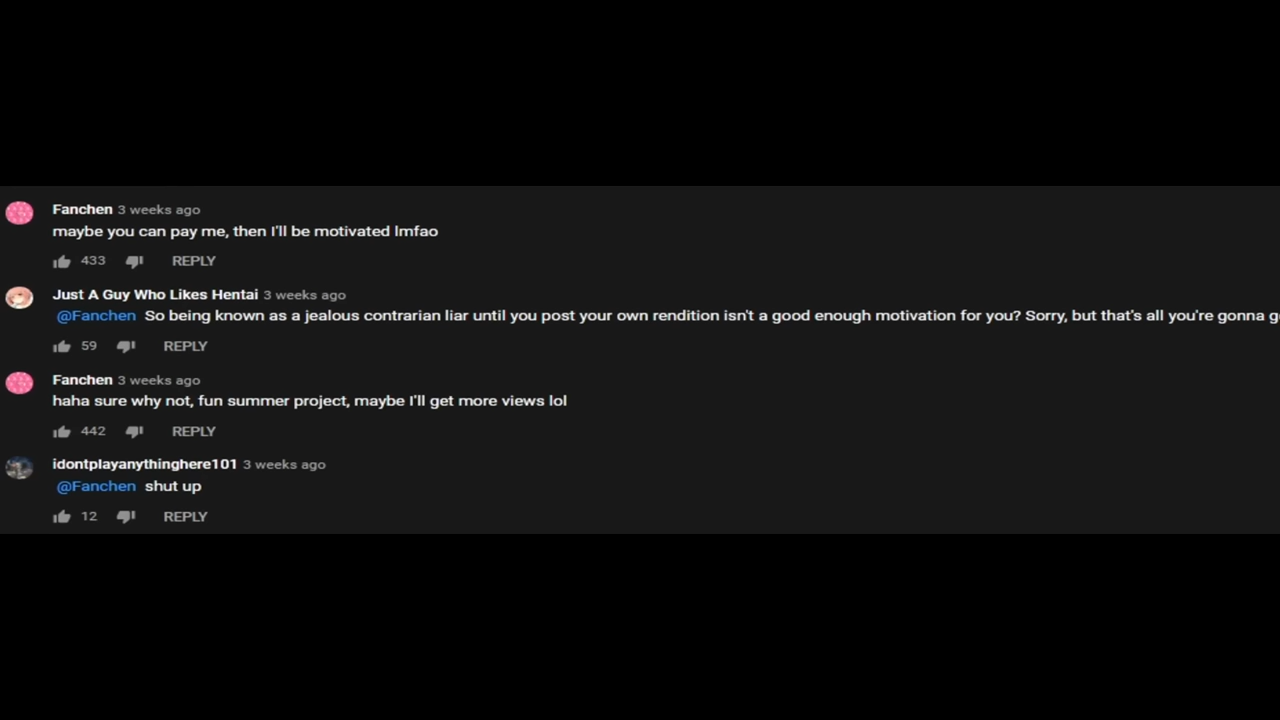 Fanchen 3 weeks ago
maybe you can pay me, then I'll be motivated lmfao
433 REPLY
Just A Guy Who Likes Hentai 3 weeks ago
@Fanchen So being known as a jealous contrarian liar until you post your own rendition isn't a good enough motivation for you? Sorry, but that's all you're gonna
59 REPLY
Fanchen 3 weeks ago
haha sure why not, fun summer project, maybe I'll get more views lol
442 REPLY
idontplayanythinghere101 3 weeks ago
@Fanchen shut up
12 REPLY